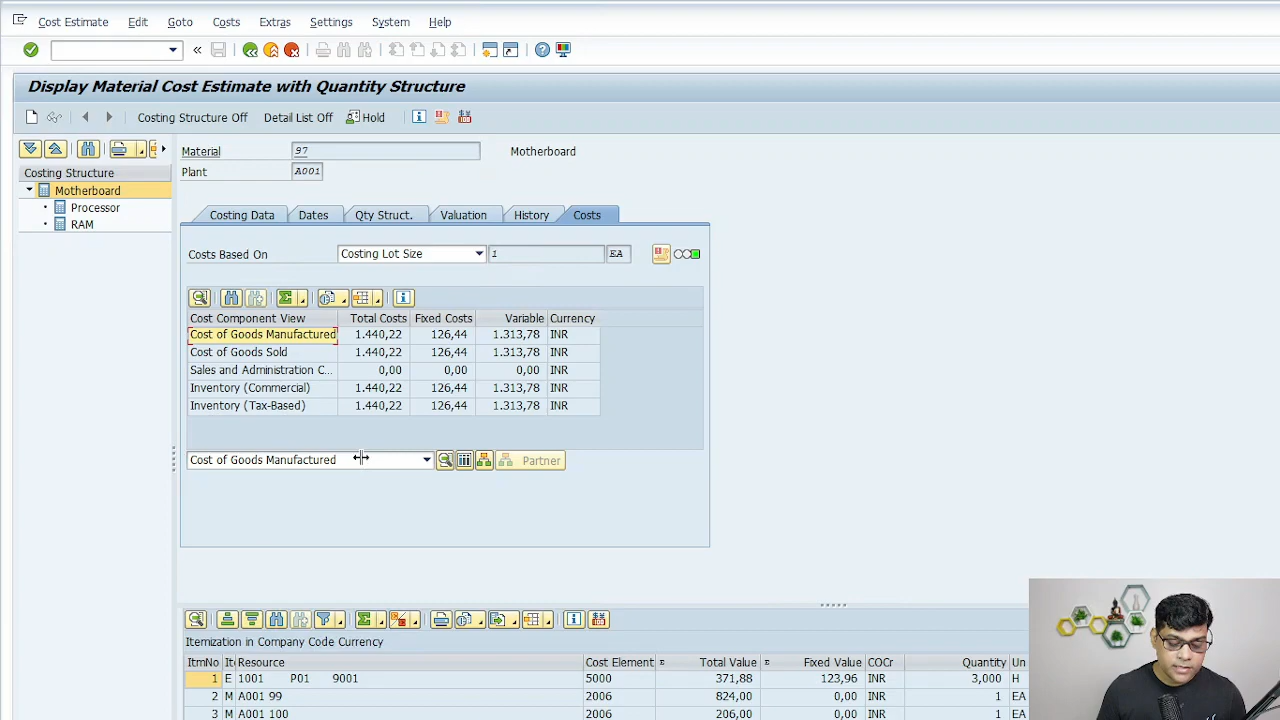 Cost Estimate Edit Goto Costs Extras Settings System Help
Display Material Cost Estimate with Quantity Structure
Costing Structure Off Detail List Off Hold
Material 97 Motherboard
Plant A001
Costing Structure
Motherboard
Processor
RAM
Costing Data Dates Qty Struct. Valuation History Costs
Costs Based On Costing Lot Size 1 EA
Cost Component View Total Costs Fixed Costs Variable Currency
Cost of Goods Manufactured 1.440,22 126,44 1.313,78 INR
Cost of Goods Sold 1.440,22 126,44 1.313,78 INR
Sales and Administration C... 0,00 0,00 0,00 INR
Inventory (Commercial) 1.440,22 126,44 1.313,78 INR
Inventory (Tax-Based) 1.440,22 126,44 1.313,78 INR
Cost of Goods Manufactured Partner
Itemization in Company Code Currency
ItmNo It Resource Cost Element Total Value Fixed Value COCr Quantity Un
1 E 1001 P01 9001 5000 371,88 123,96 INR 3,000 H
2 M A001 99 2006 824,00 0,00 INR 1 EA
3 M A001 100 2006 206,00 0,00 INR 1 EA